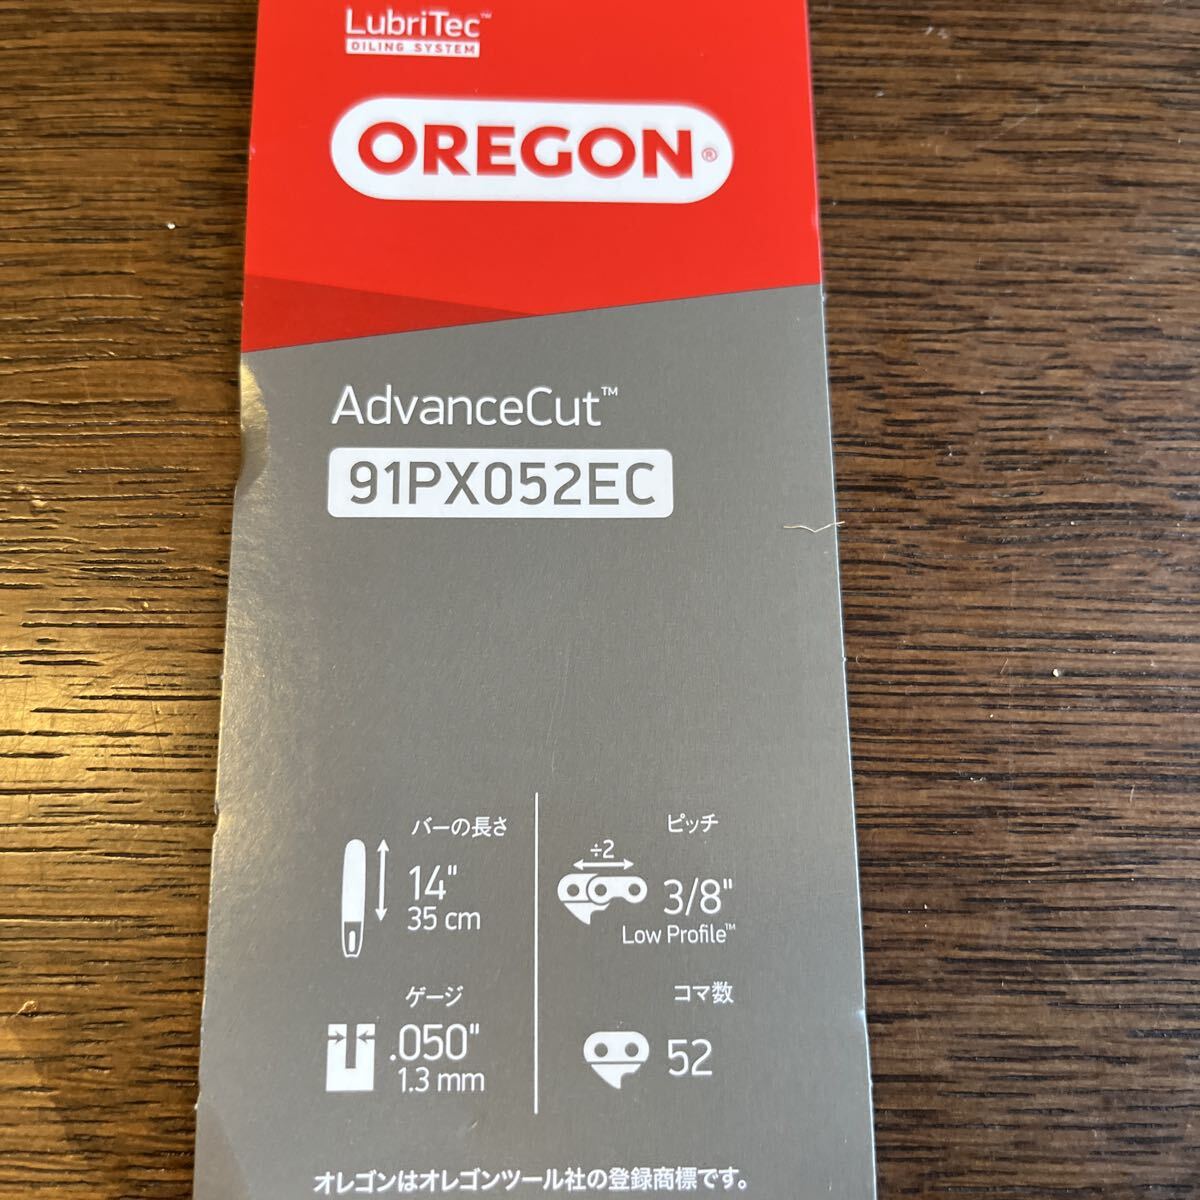 LubriTec™
OILING SYSTEM
OREGON®
AdvanceCut™
91PX052EC
バーの長さ
14"
35 cm
ピッチ
÷2
3/8"
Low Profile™
ゲージ
.050"
1.3 mm
コマ数
52
オレゴンはオレゴンツール社の登録商標です。